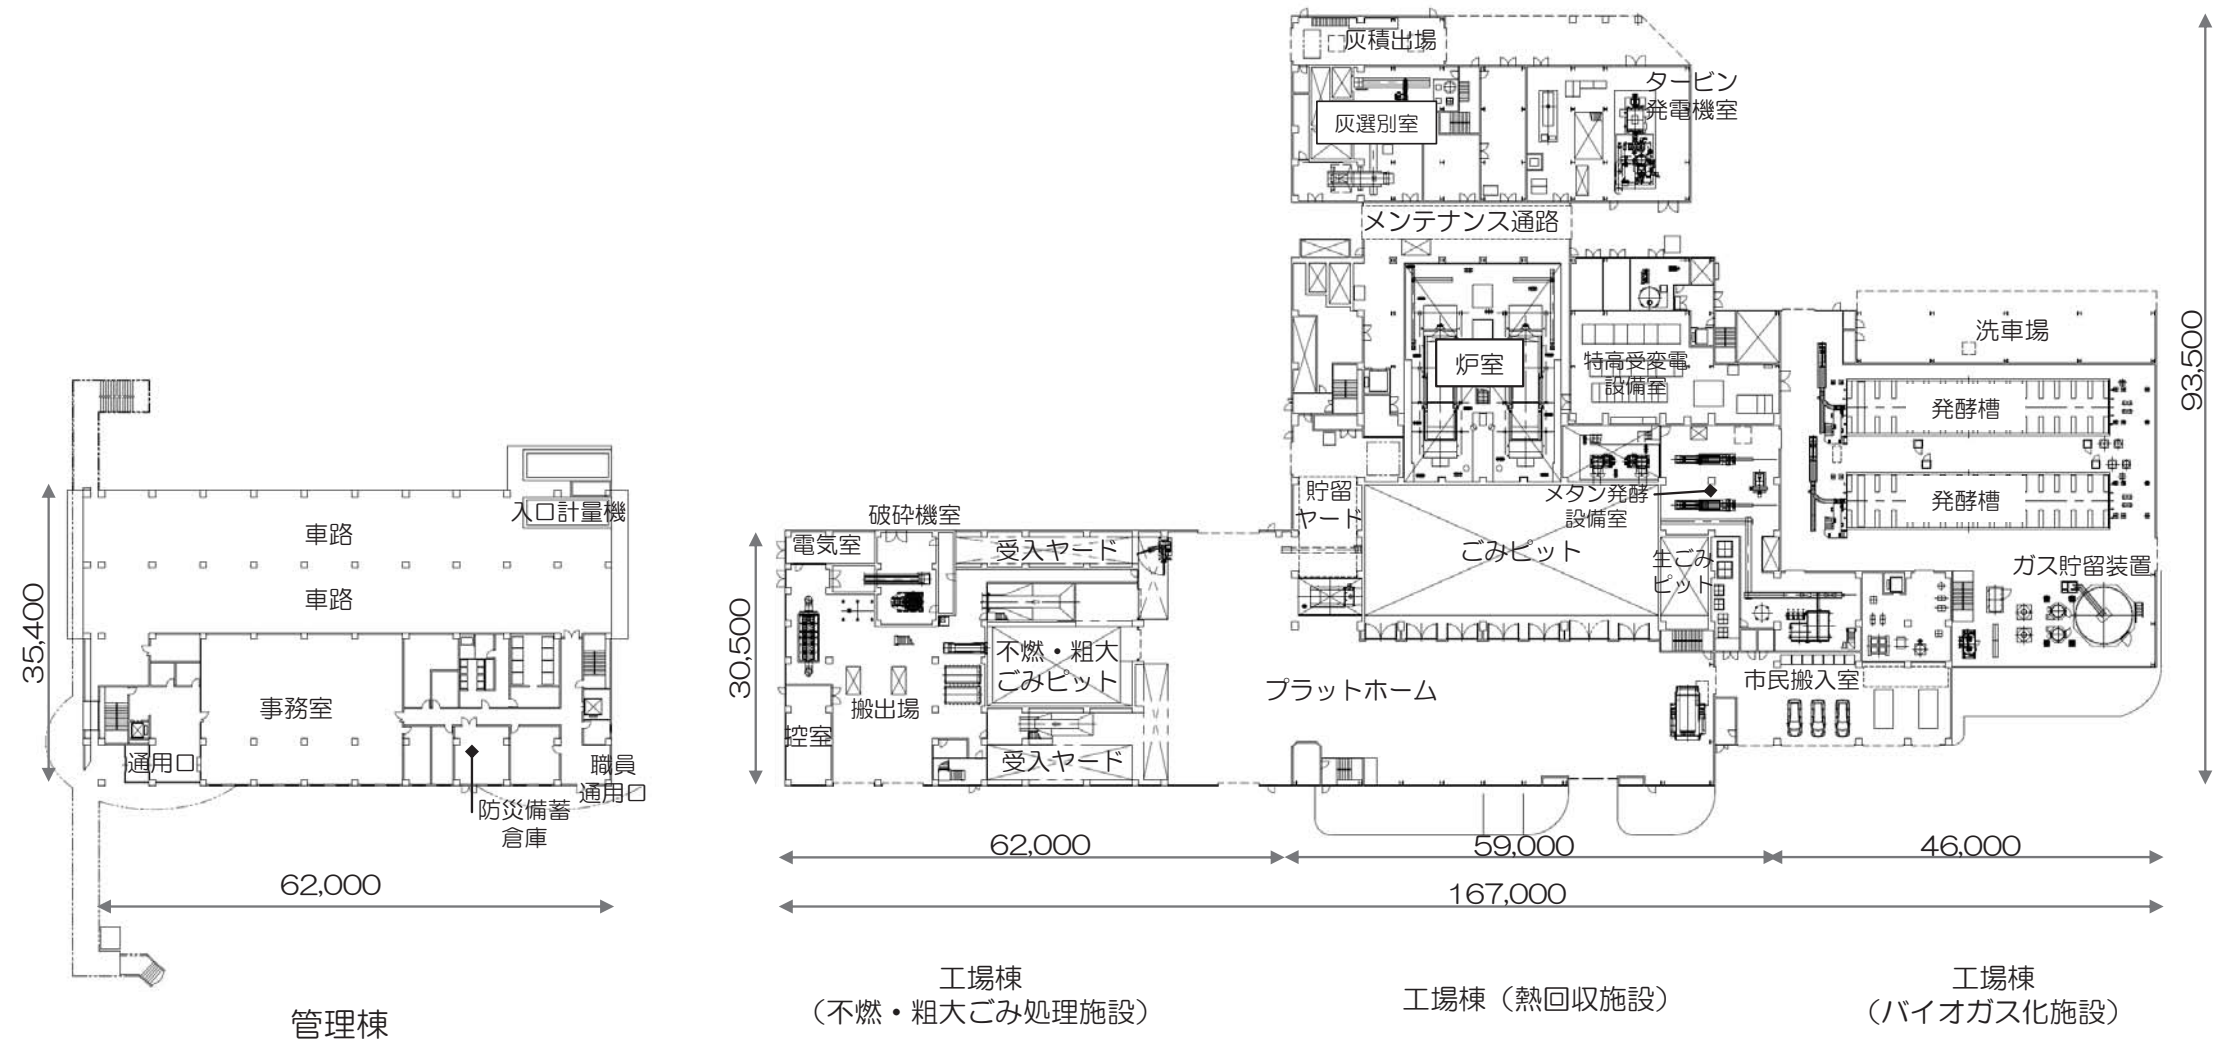 灰積出場
タービン
発電機室
灰選別室
メンテナンス通路
炉室
特高受変電
設備室
洗車場
発酵槽
発酵槽
93,500
貯留
ヤード
メタン発酵
設備室
ごみピット
生ごみ
ピット
ガス貯留装置
市民搬入室
プラットホーム
破砕機室
電気室
受入ヤード
不燃・粗大
ごみピット
搬出場
控室
受入ヤード
30,500
入口計量機
車路
車路
事務室
通用口
職員
通用口
防災備蓄
倉庫
35,400
62,000
62,000
59,000
46,000
167,000
管理棟
工場棟
（不燃・粗大ごみ処理施設）
工場棟（熱回収施設）
工場棟
（バイオガス化施設）